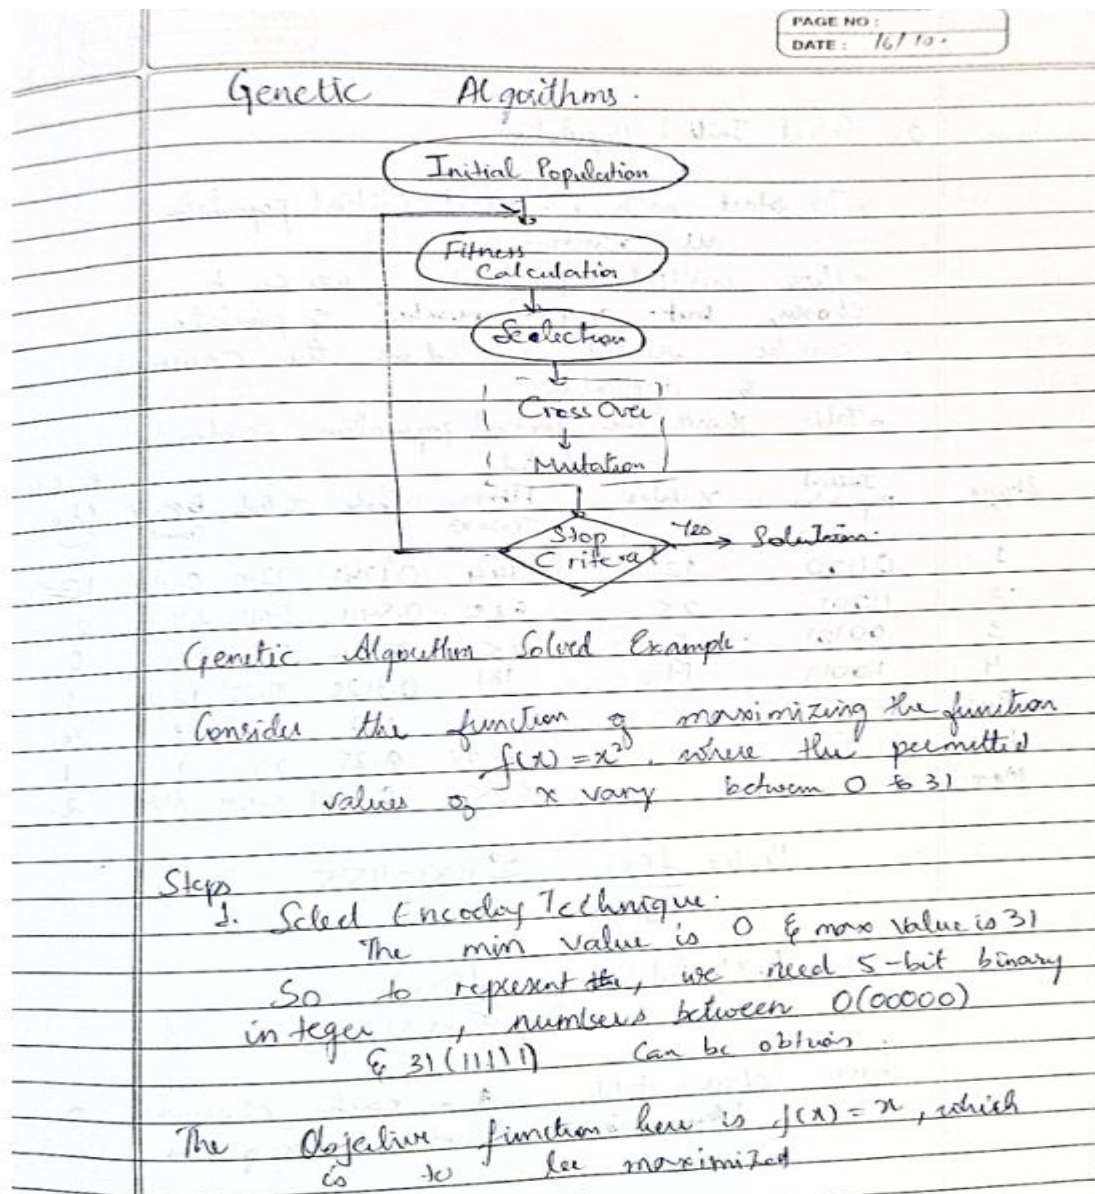 PAGE NO :
DATE : 16/10.
Genetic Algorithms.
Initial Population
Fitness
Calculation
Selection
Cross Over
Mutation
Stop
Critera?
Yes
Solution.
Genetic Algorithm Solved Example.
Consider the function of maximizing the function
f(x) = x², where the permitted
values of x vary between 0 to 31
Steps
1. Select Encoding Technique.
The min value is 0 & max value is 31
So to represent the, we need 5-bit binary
integer, numbers between 0(00000)
& 31(11111) Can be obtain.
The Objective function here is f(x) = x, which
is to be maximized